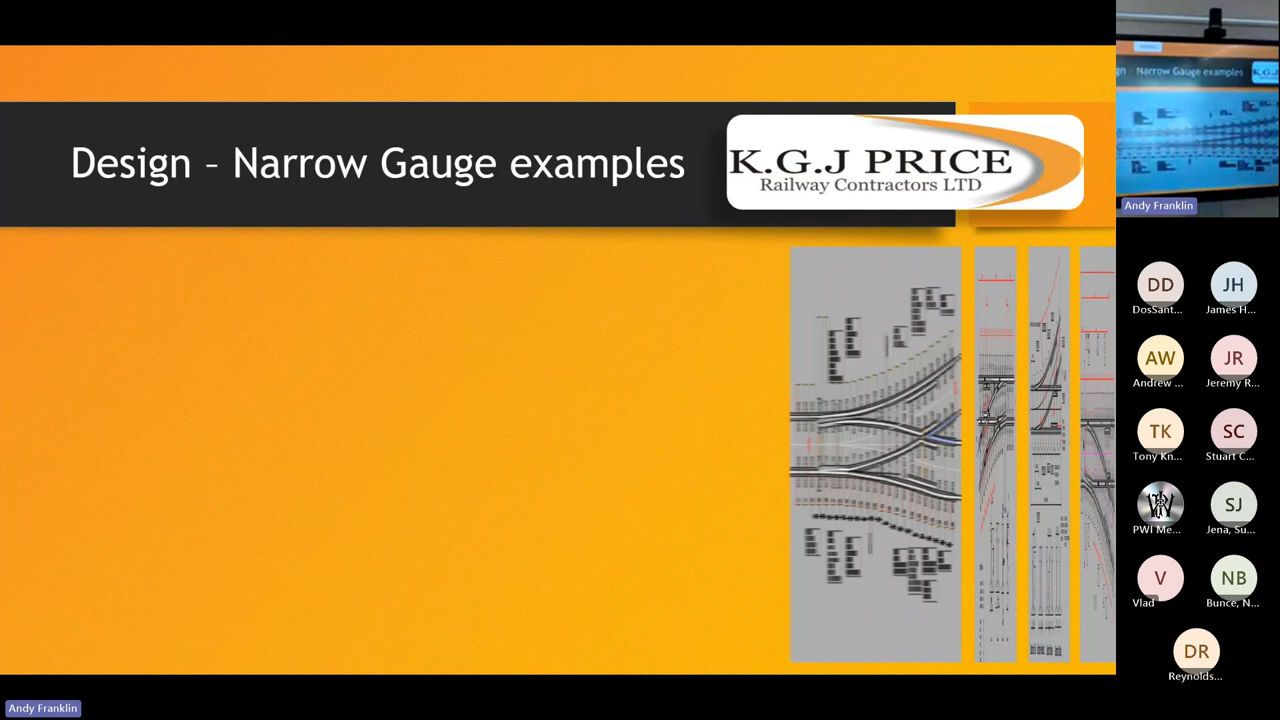 Design – Narrow Gauge examples
K.G.J PRICE
Railway Contractors LTD
Narrow Gauge examples
Andy Franklin
DD
DosSant...
JH
James H...
AW
Andrew ...
JR
Jeremy R...
TK
Tony Kn...
SC
Stuart C...
PWI Me...
SJ
Jena, Su...
V
Vlad
NB
Bunce, N...
DR
Reynolds...
Andy Franklin